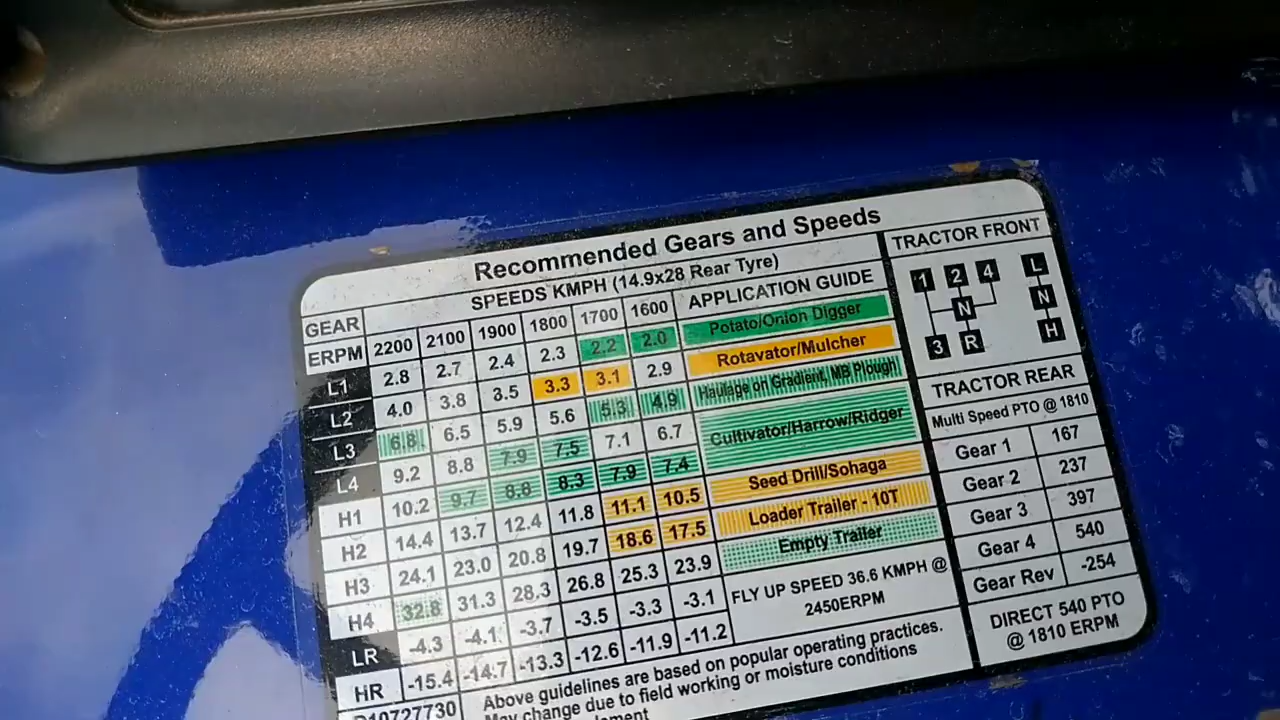 Recommended Gears and Speeds
GEAR SPEEDS KMPH (14.9x28 Rear Tyre)
ERPM 2200 2100 1900 1800 1700 1600 APPLICATION GUIDE
L1 2.8 2.7 2.4 2.3 2.2 2.0 Potato/Onion Digger
L2 4.0 3.8 3.5 3.3 3.1 2.9 Rotavator/Mulcher
L3 6.8 6.5 5.9 5.6 5.3 4.9 Haulage on Gradient, MB Plough
L4 9.2 8.8 7.9 7.5 7.1 6.7 Cultivator/Harrow/Ridger
H1 10.2 9.7 8.8 8.3 7.9 7.4
H2 14.4 13.7 12.4 11.8 11.1 10.5 Seed Drill/Sohaga
H3 24.1 23.0 20.8 19.7 18.6 17.5 Loader Trailer - 10T
H4 32.8 31.3 28.3 26.8 25.3 23.9 Empty Trailer
LR -4.3 -4.1 -3.7 -3.5 -3.3 -3.1 FLY UP SPEED 36.6 KMPH @
HR -15.4 -14.7 -13.3 -12.6 -11.9 -11.2 2450ERPM
D10727730
Above guidelines are based on popular operating practices.
May change due to field working or moisture conditions
TRACTOR FRONT
1 2 4 L
N N
3 R H
TRACTOR REAR
Multi Speed PTO @ 1810
Gear 1 167
Gear 2 237
Gear 3 397
Gear 4 540
Gear Rev -254
DIRECT 540 PTO
@ 1810 ERPM